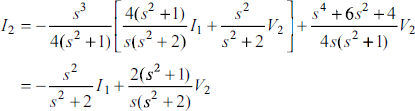 I_2 = -\frac{s^3}{4(s^2+1)}\left[\frac{4(s^2+1)}{s(s^2+2)}I_1 + \frac{s^2}{s^2+2}V_2\right] + \frac{s^4+6s^2+4}{4s(s^2+1)}V_2
= -\frac{s^2}{s^2+2}I_1 + \frac{2(s^2+1)}{s(s^2+2)}V_2